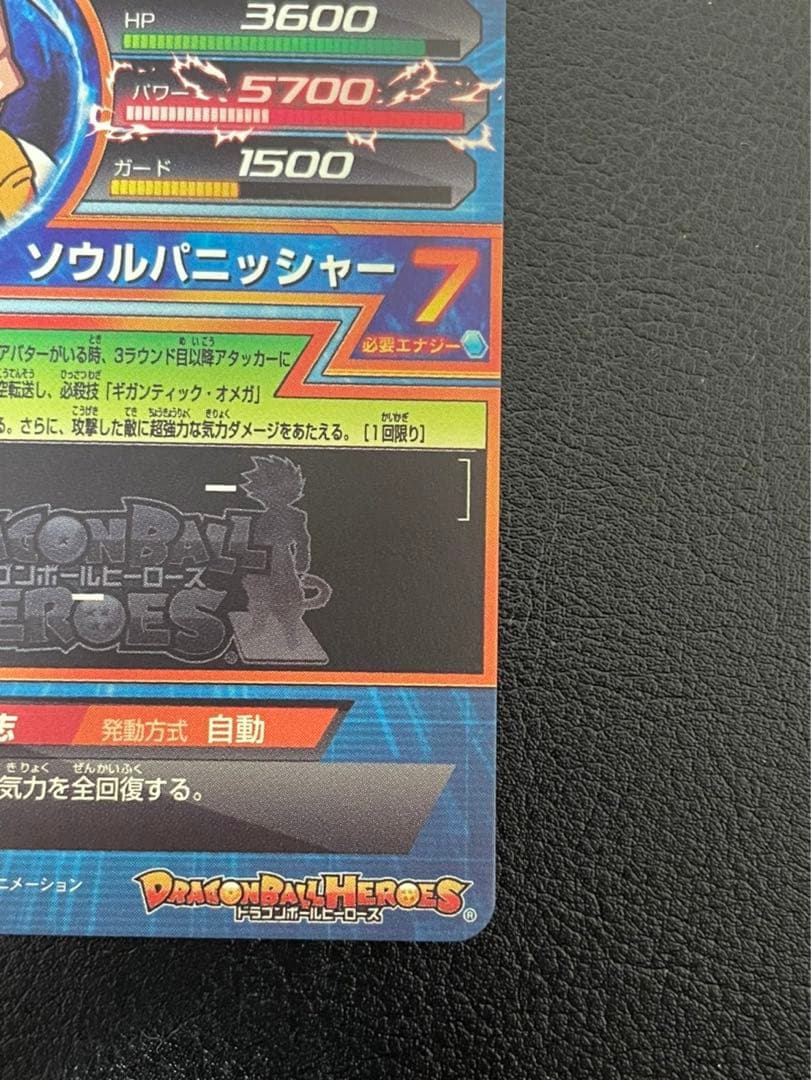 HP 3600
パワー 5700
ガード 1500
ソウルパニッシャー 7
必要エナジー
アバターがいる時、3ラウンド目以降アタッカーに
空転送し、必殺技「ギガンティック・オメガ」
る。さらに、攻撃した敵に超強力な気力ダメージをあたえる。[1回限り]
AGON BALL
ゴンボールヒーローズ
EROES®
志 発動方式 自動
気力を全回復する。
ニメーション
DRAGONBALL HEROES
ドラゴンボールヒーローズ ®